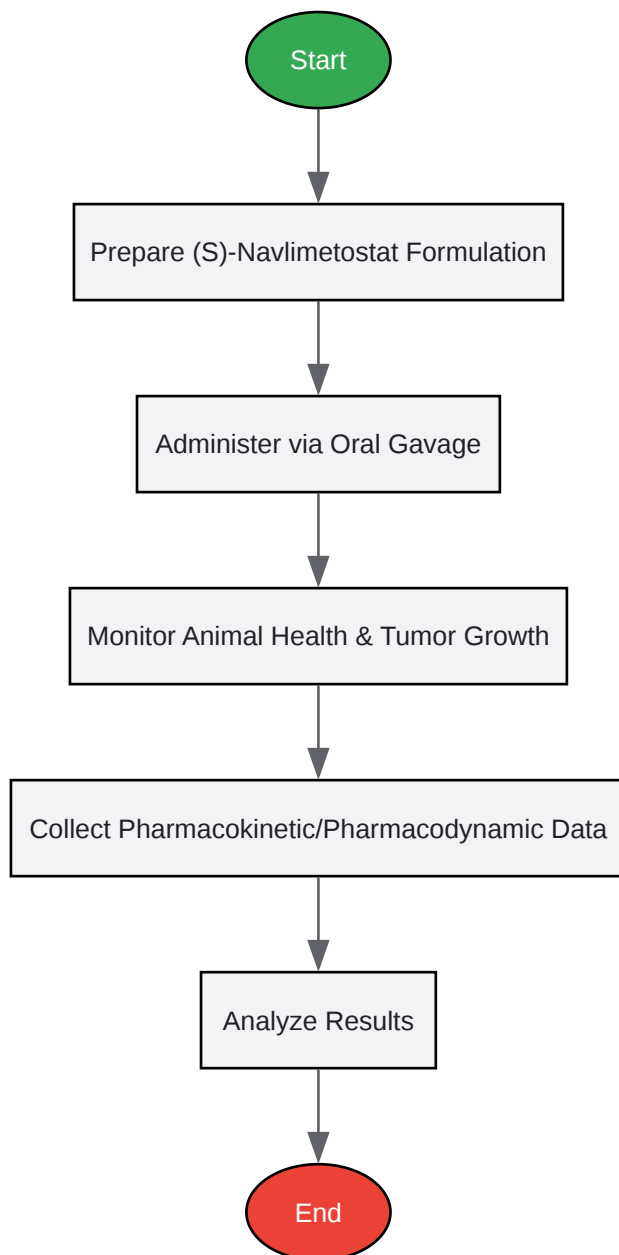 Start
Prepare (S)-Navlimetostat Formulation
Administer via Oral Gavage
Monitor Animal Health & Tumor Growth
Collect Pharmacokinetic/Pharmacodynamic Data
Analyze Results
End